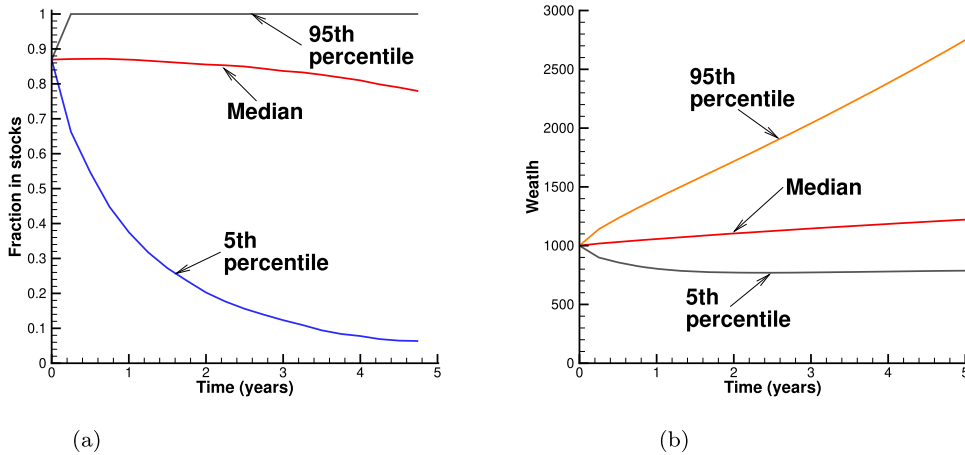 1
0.9
0.8
0.7
0.6
0.5
0.4
0.3
0.2
0.1
0
Fraction in stocks
95th
percentile
Median
5th
percentile
0 1 2 3 4 5
Time (years)
(a)
3000
2500
2000
1500
1000
500
0
Weatlh
95th
percentile
Median
5th
percentile
0 1 2 3 4 5
Time (years)
(b)